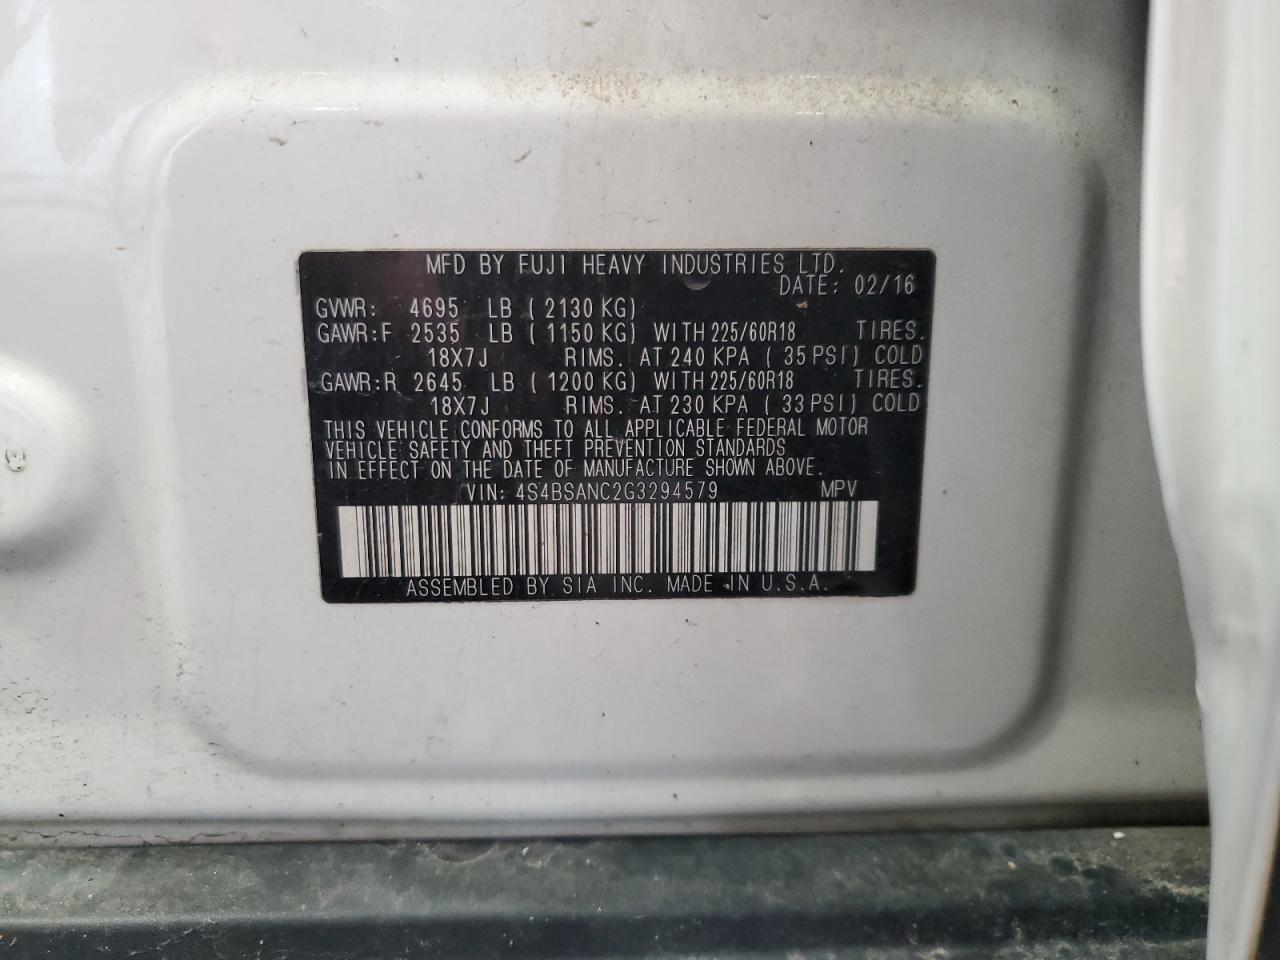 MFD BY FUJI HEAVY INDUSTRIES LTD.
DATE: 02/16
GVWR: 4695 LB ( 2130 KG)
GAWR:F 2535 LB ( 1150 KG) WITH 225/60R18 TIRES.
18X7J RIMS. AT 240 KPA ( 35 PSI) COLD
GAWR:R 2645 LB ( 1200 KG) WITH 225/60R18 TIRES.
18X7J RIMS. AT 230 KPA ( 33 PSI) COLD
THIS VEHICLE CONFORMS TO ALL APPLICABLE FEDERAL MOTOR
VEHICLE SAFETY AND THEFT PREVENTION STANDARDS
IN EFFECT ON THE DATE OF MANUFACTURE SHOWN ABOVE.
VIN: 4S4BSANC2G3294579 MPV
ASSEMBLED BY SIA INC. MADE IN U.S.A.